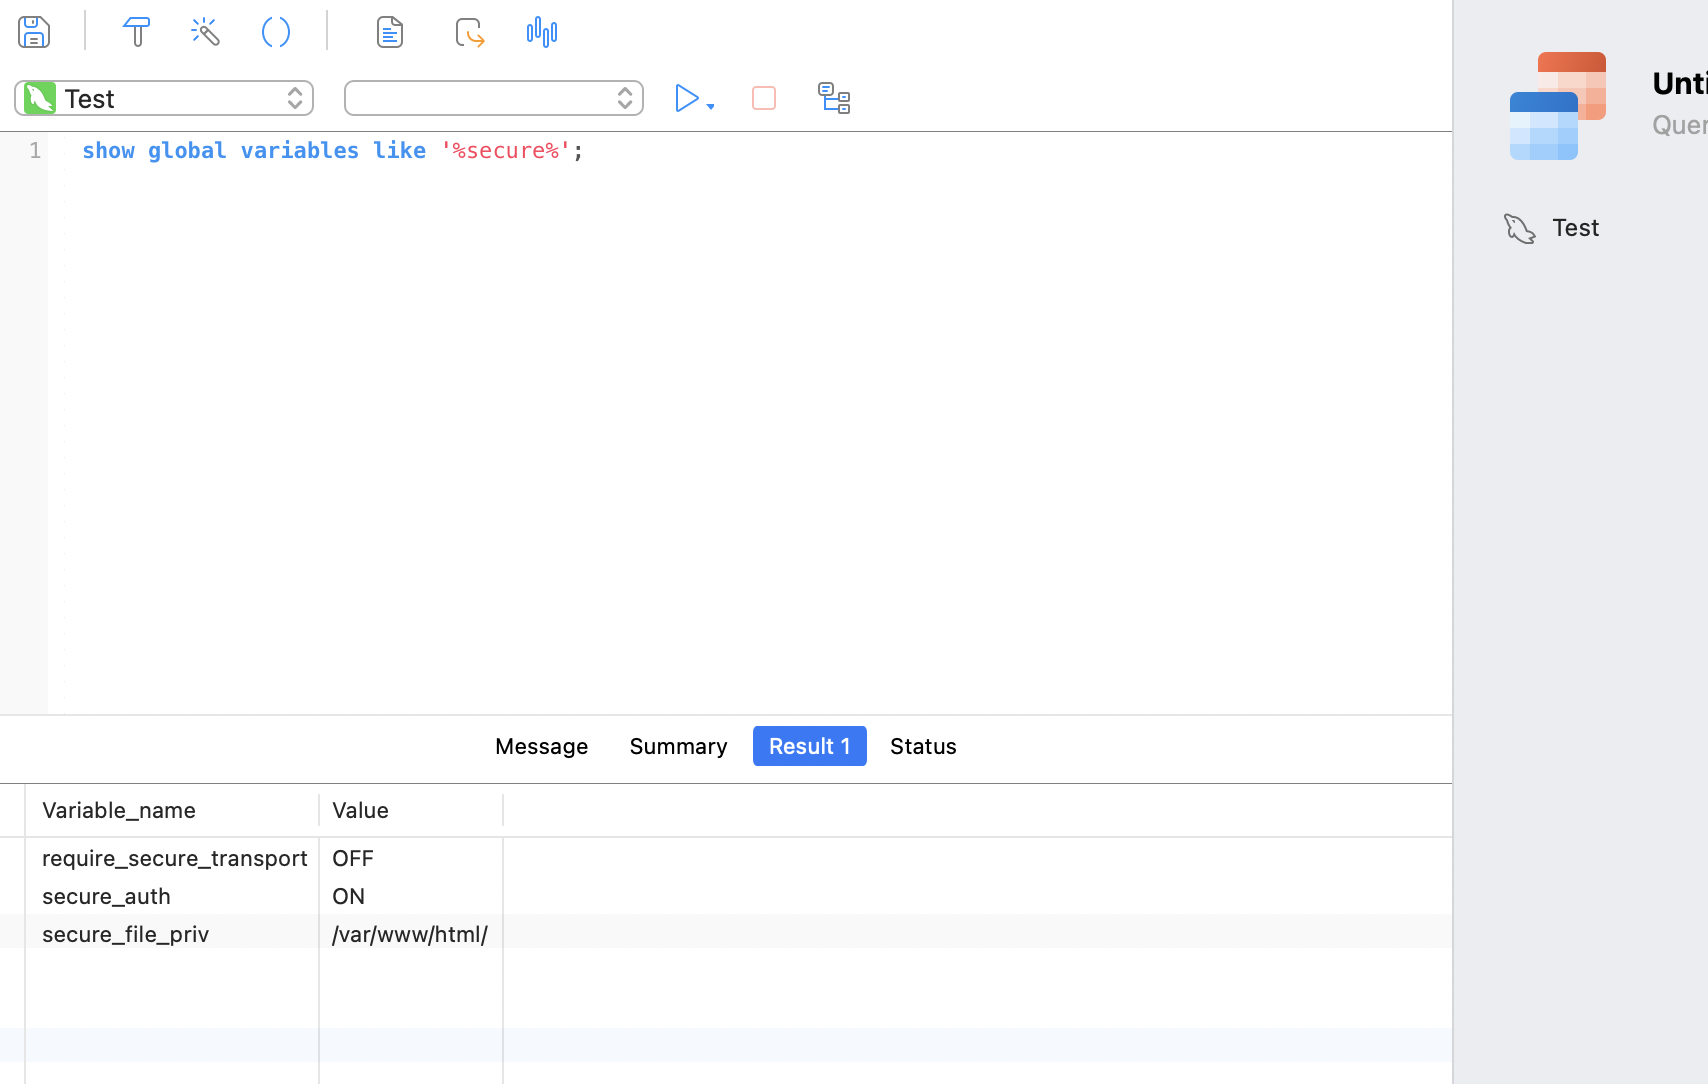 Test
1 show global variables like '%secure%';
Message Summary Result 1 Status
Variable_name Value
require_secure_transport OFF
secure_auth ON
secure_file_priv /var/www/html/
Unti
Quer
Test